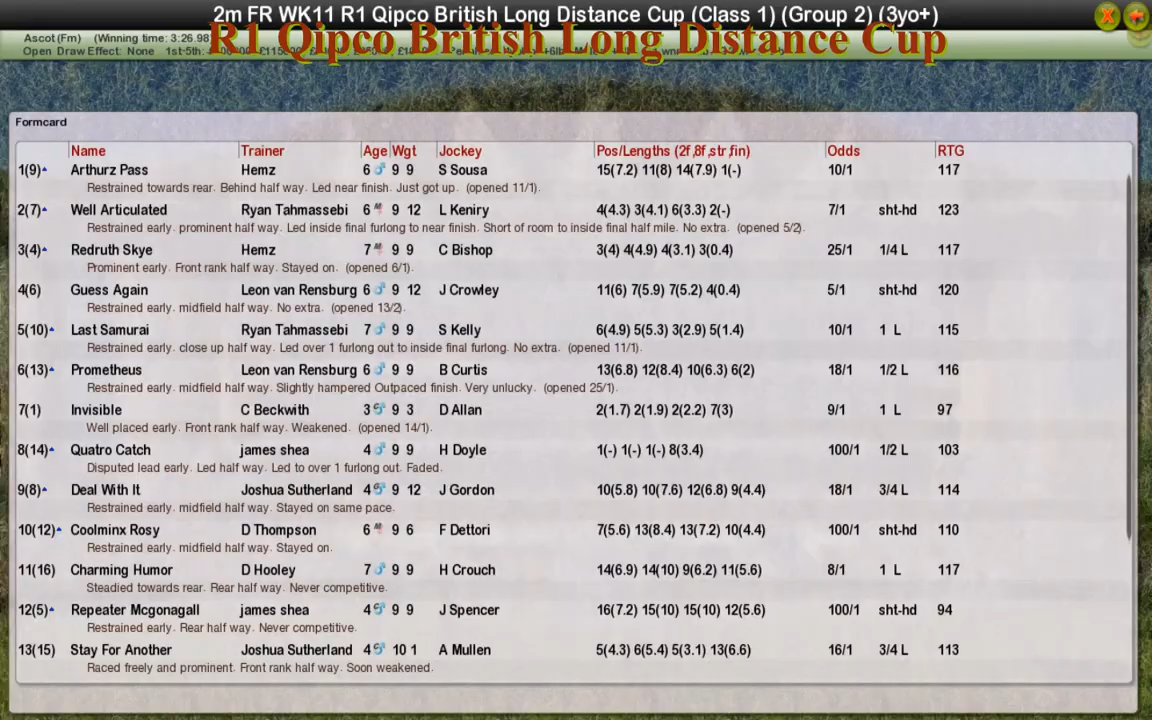 2m FR WK11 R1 Qipco British Long Distance Cup (Class 1) (Group 2) (3yo+)
R1 Qipco British Long Distance Cup
Ascot(Fm) (Winning time: 3:26.98
Open Draw Effect: None 1st-5th:
Formcard
Name Trainer Age Wgt Jockey Pos/Lengths (2f,8f,str,fin) Odds RTG
1(9) Arthurz Pass Hemz 6 9 9 S Sousa 15(7.2) 11(8) 14(7.9) 1(-) 10/1 117
Restrained towards rear. Behind half way. Led near finish. Just got up. (opened 11/1).
2(7) Well Articulated Ryan Tahmassebi 6 9 12 L Keniry 4(4.3) 3(4.1) 6(3.3) 2(-) 7/1 sht-hd 123
Restrained early. prominent half way. Led inside final furlong to near finish. Short of room to inside final half mile. No extra. (opened 5/2).
3(4) Redruth Skye Hemz 7 9 9 C Bishop 3(4) 4(4.9) 4(3.1) 3(0.4) 25/1 1/4 L 117
Prominent early. Front rank half way. Stayed on. (opened 6/1).
4(6) Guess Again Leon van Rensburg 6 9 12 J Crowley 11(6) 7(5.9) 7(5.2) 4(0.4) 5/1 sht-hd 120
Restrained early. midfield half way. No extra. (opened 13/2).
5(10) Last Samurai Ryan Tahmassebi 7 9 9 S Kelly 6(4.9) 5(5.3) 3(2.9) 5(1.4) 10/1 1 L 115
Restrained early. close up half way. Led over 1 furlong out to inside final furlong. No extra. (opened 11/1).
6(13) Prometheus Leon van Rensburg 6 9 9 B Curtis 13(6.8) 12(8.4) 10(6.3) 6(2) 18/1 1/2 L 116
Restrained early. midfield half way. Slightly hampered Outpaced finish. Very unlucky. (opened 25/1).
7(1) Invisible C Beckwith 3 9 3 D Allan 2(1.7) 2(1.9) 2(2.2) 7(3) 9/1 1 L 97
Well placed early. Front rank half way. Weakened. (opened 14/1).
8(14) Quatro Catch james shea 4 9 9 H Doyle 1(-) 1(-) 1(-) 8(3.4) 100/1 1/2 L 103
Disputed lead early. Led half way. Led to over 1 furlong out. Faded.
9(8) Deal With It Joshua Sutherland 4 9 12 J Gordon 10(5.8) 10(7.6) 12(6.8) 9(4.4) 18/1 3/4 L 114
Restrained early. midfield half way. Stayed on same pace.
10(12) Coolminx Rosy D Thompson 6 9 6 F Dettori 7(5.6) 13(8.4) 13(7.2) 10(4.4) 100/1 sht-hd 110
Restrained early. midfield half way. Stayed on.
11(16) Charming Humor D Hooley 7 9 9 H Crouch 14(6.9) 14(10) 9(6.2) 11(5.6) 8/1 1 L 117
Steadied towards rear. Rear half way. Never competitive.
12(5) Repeater Mcgonagall james shea 4 9 9 J Spencer 16(7.2) 15(10) 15(10) 12(5.6) 100/1 sht-hd 94
Restrained early. Rear half way. Never competitive.
13(15) Stay For Another Joshua Sutherland 4 10 1 A Mullen 5(4.3) 6(5.4) 5(3.1) 13(6.6) 16/1 3/4 L 113
Raced freely and prominent. Front rank half way. Soon weakened.